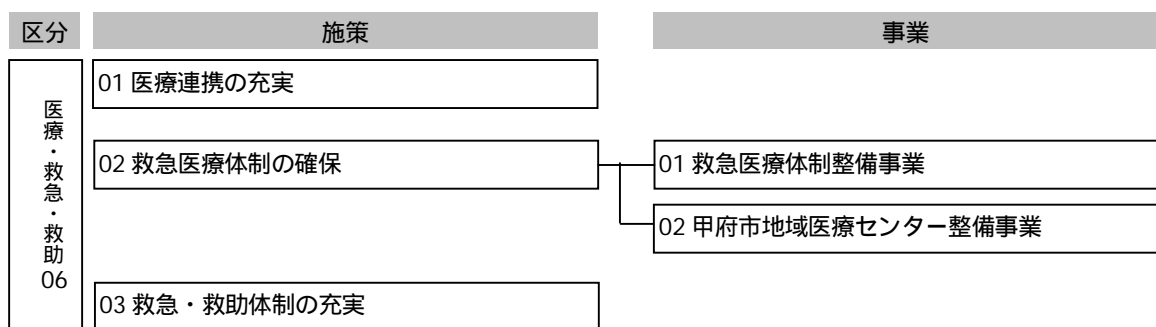 区分
施策
事業
医療・救急・救助
06
01 医療連携の充実
02 救急医療体制の確保
01 救急医療体制整備事業
02 甲府市地域医療センター整備事業
03 救急・救助体制の充実